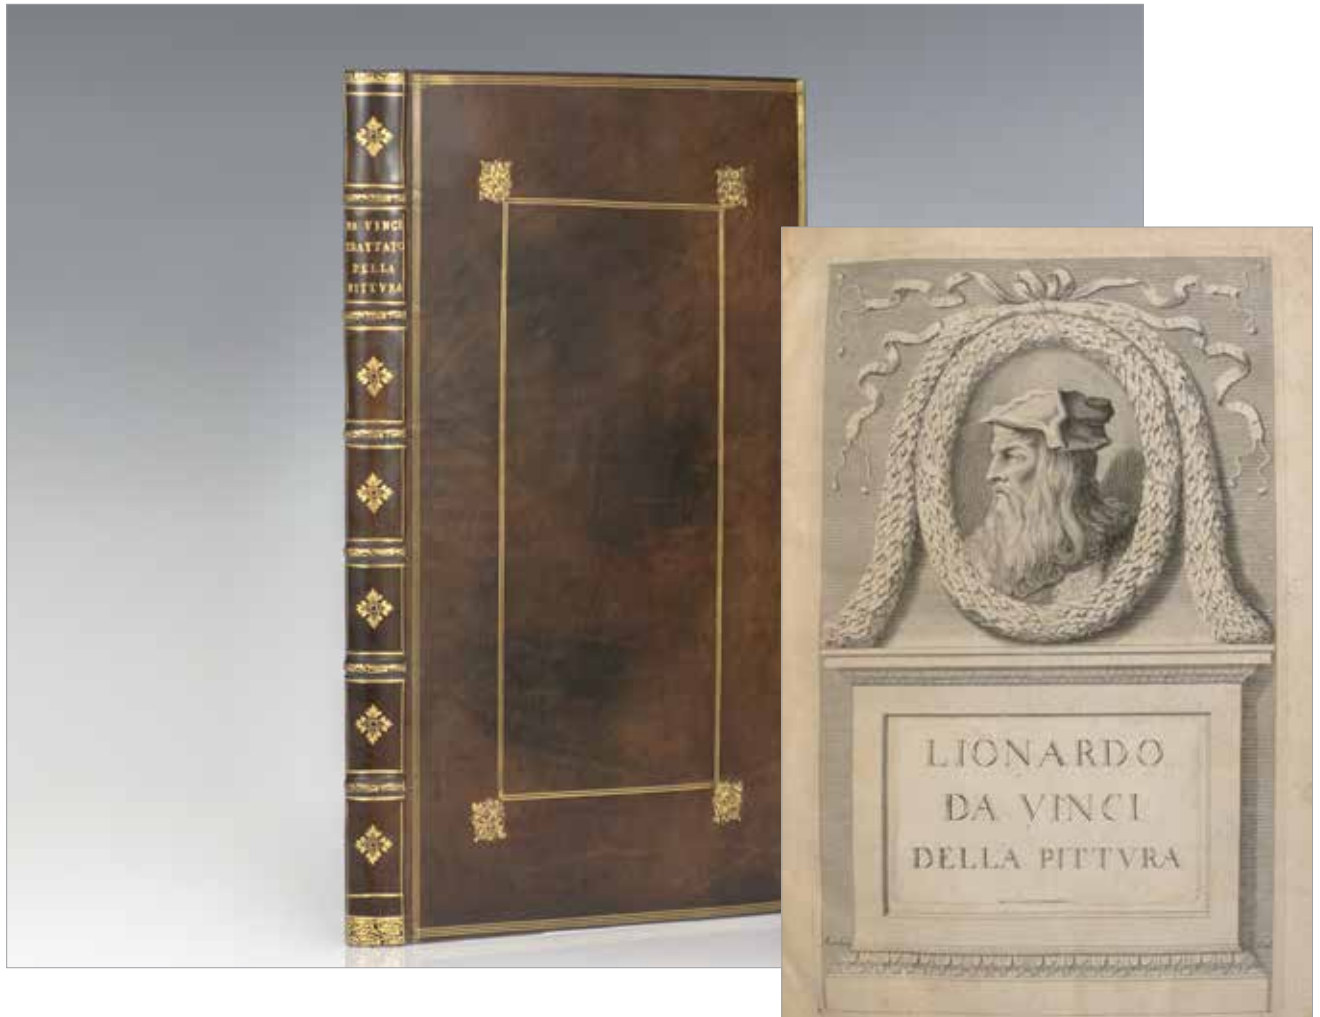 DA VINCI
TRATTATO
DELLA
PITTVRA
LIONARDO
DA VINCI
DELLA PITTVRA